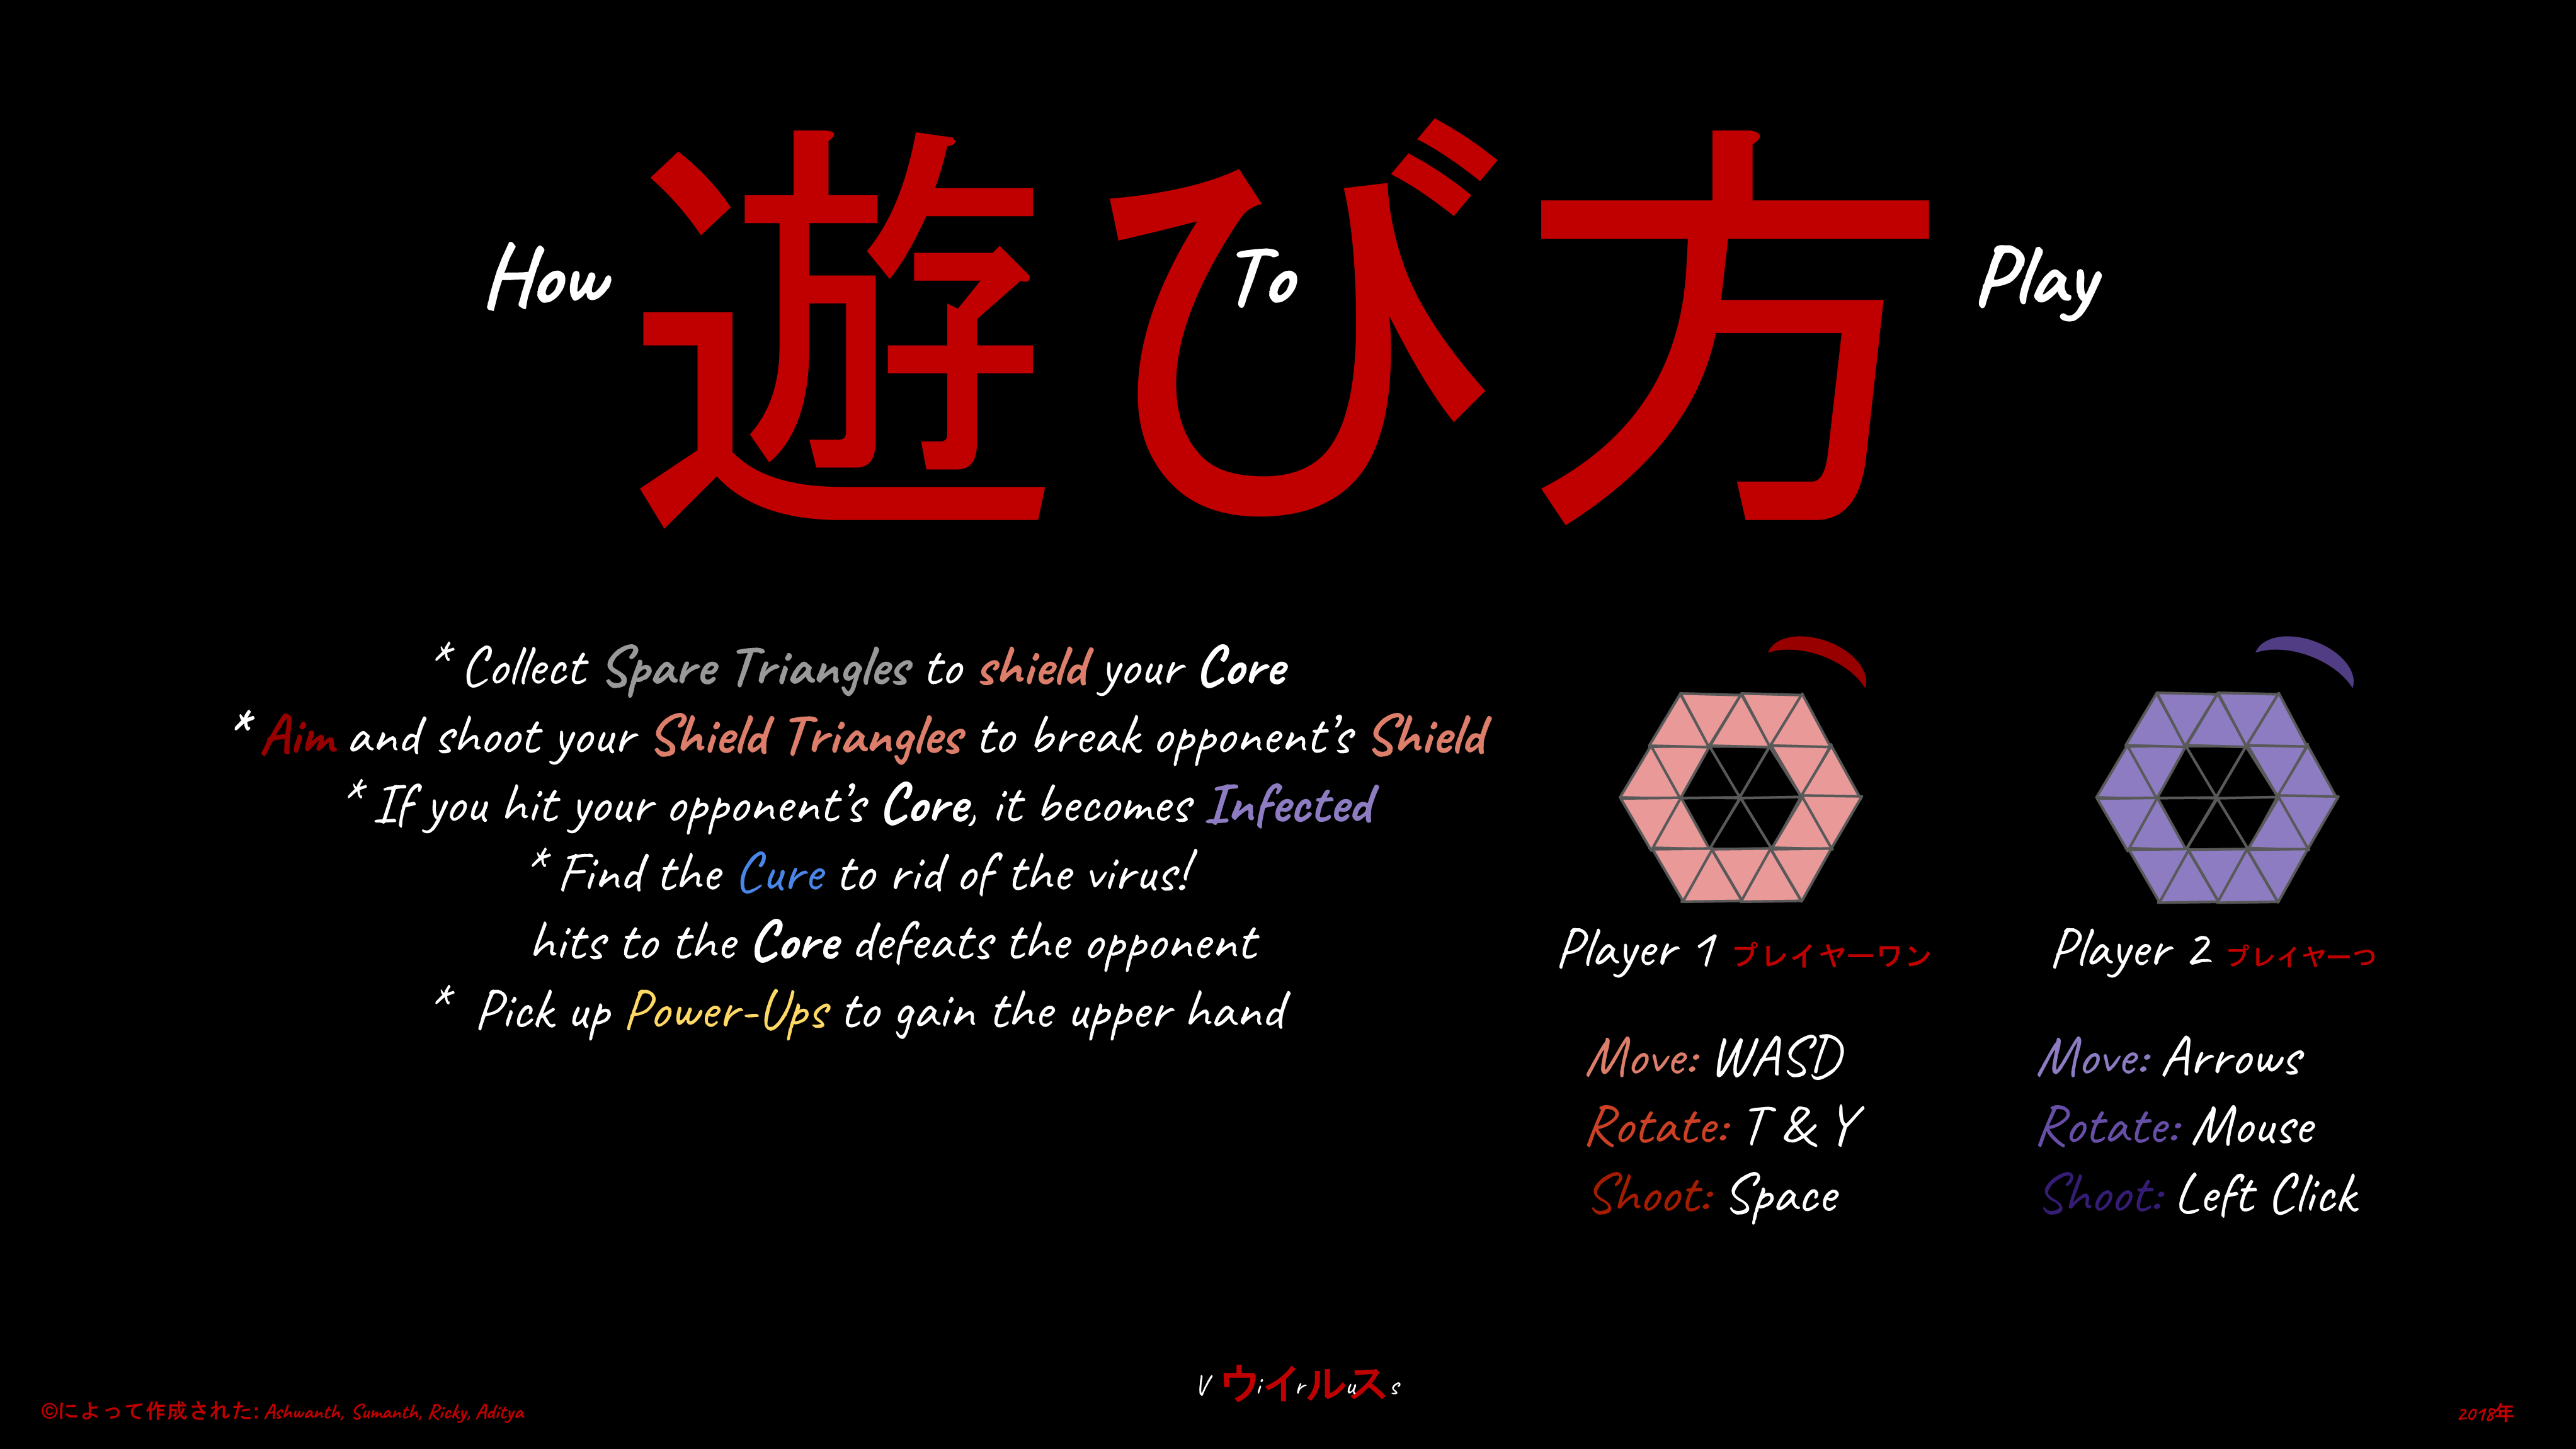 How 遊び方 To Play
* Collect Spare Triangles to shield your Core
* Aim and shoot your Shield Triangles to break opponent's Shield
* If you hit your opponent's Core, it becomes Infected
* Find the Cure to rid of the virus!
hits to the Core defeats the opponent
* Pick up Power-Ups to gain the upper hand
Player 1 プレイヤーワン
Move: WASD
Rotate: T & Y
Shoot: Space
Player 2 プレイヤーつ
Move: Arrows
Rotate: Mouse
Shoot: Left Click
V ウiイrルuスs
©によって作成された: Ashwanth, Sumanth, Ricky, Aditya
2018年